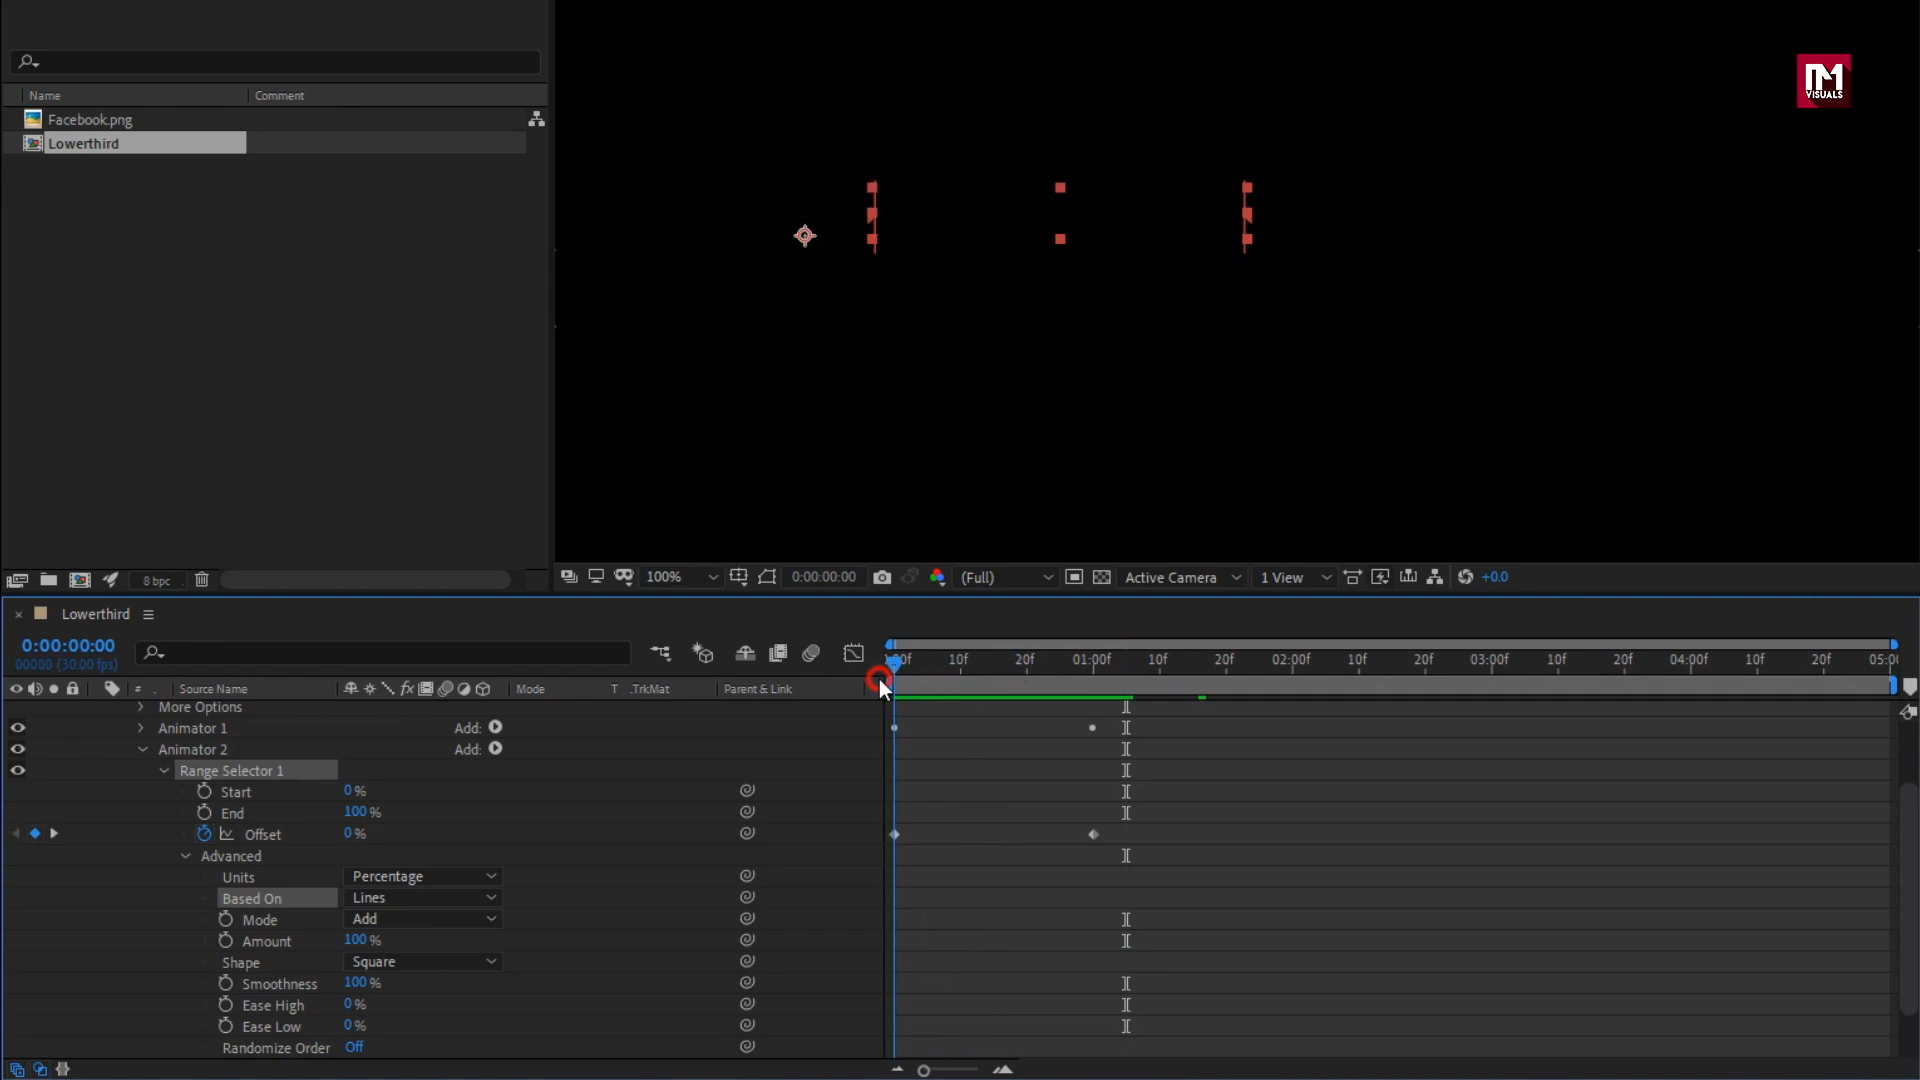 Name
Comment
Facebook.png
Lowerthird
IM
VISUALS
8 bpc
100%
0:00:00:00
(Full)
Active Camera
1 View
+0.0
Lowerthird
0:00:00:00
00000 (30.00 fps)
:00f 10f 20f 01:00f 10f 20f 02:00f 10f 20f 03:00f 10f 20f 04:00f 10f 20f 05:00
# Source Name fx Mode T .TrkMat Parent & Link
More Options
Animator 1 Add:
Animator 2 Add:
Range Selector 1
Start 0 %
End 100 %
Offset 0 %
Advanced
Units Percentage
Based On Lines
Mode Add
Amount 100 %
Shape Square
Smoothness 100 %
Ease High 0 %
Ease Low 0 %
Randomize Order Off